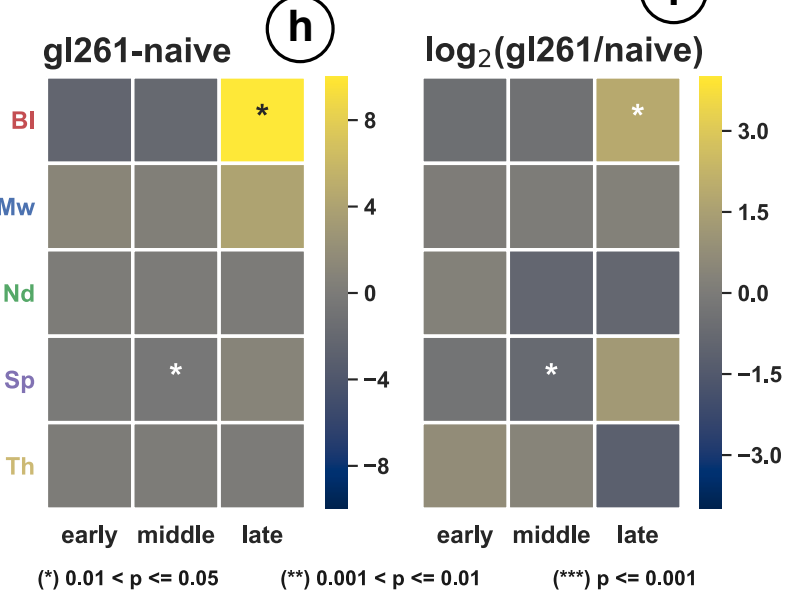 h
gl261-naive
log₂(gl261/naive)
Bl
Mw
Nd
Sp
Th
*
*
8
4
0
−4
−8
*
*
3.0
1.5
0.0
−1.5
−3.0
early middle late
early middle late
(*) 0.01 < p <= 0.05 (**) 0.001 < p <= 0.01 (***) p <= 0.001